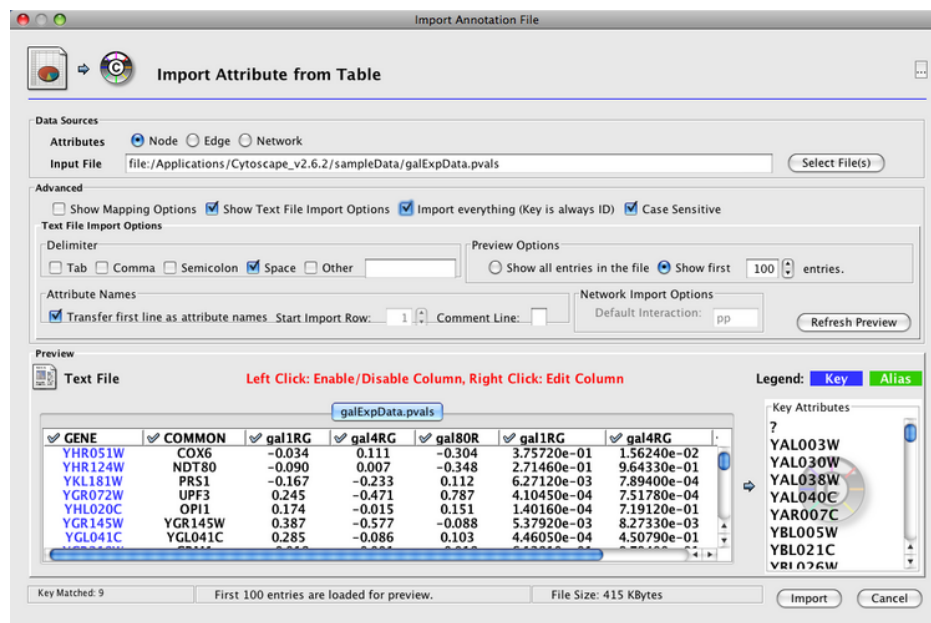 Import Annotation File
Import Attribute from Table
...
Data Sources
Attributes Node Edge Network
Input File file:/Applications/Cytoscape_v2.6.2/sampleData/galExpData.pvals Select File(s)
Advanced
Show Mapping Options Show Text File Import Options Import everything (Key is always ID) Case Sensitive
Text File Import Options
Delimiter Preview Options
Tab Comma Semicolon Space Other Show all entries in the file Show first 100 entries.
Attribute Names Network Import Options
Transfer first line as attribute names Start Import Row: 1 Comment Line: Default Interaction: pp Refresh Preview
Preview
Text File Left Click: Enable/Disable Column, Right Click: Edit Column Legend: Key Alias
galExpData.pvals Key Attributes
GENE COMMON gal1RG gal4RG gal80R gal1RG gal4RG
YHR051W COX6 -0.034 0.111 -0.304 3.75720e-01 1.56240e-02
YHR124W NDT80 -0.090 0.007 -0.348 2.71460e-01 9.64330e-01
YKL181W PRS1 -0.167 -0.233 0.112 6.27120e-03 7.89400e-04
YGR072W UPF3 0.245 -0.471 0.787 4.10450e-04 7.51780e-04
YHL020C OPI1 0.174 -0.015 0.151 1.40160e-04 7.19120e-01
YGR145W YGR145W 0.387 -0.577 -0.088 5.37920e-03 8.27330e-03
YGL041C YGL041C 0.285 -0.086 0.103 4.46050e-04 4.50790e-01
?
YAL003W
YAL030W
YAL038W
YAL040C
YAR007C
YBL005W
YBL021C
YBL026W
Key Matched: 9 First 100 entries are loaded for preview. File Size: 415 KBytes Import Cancel